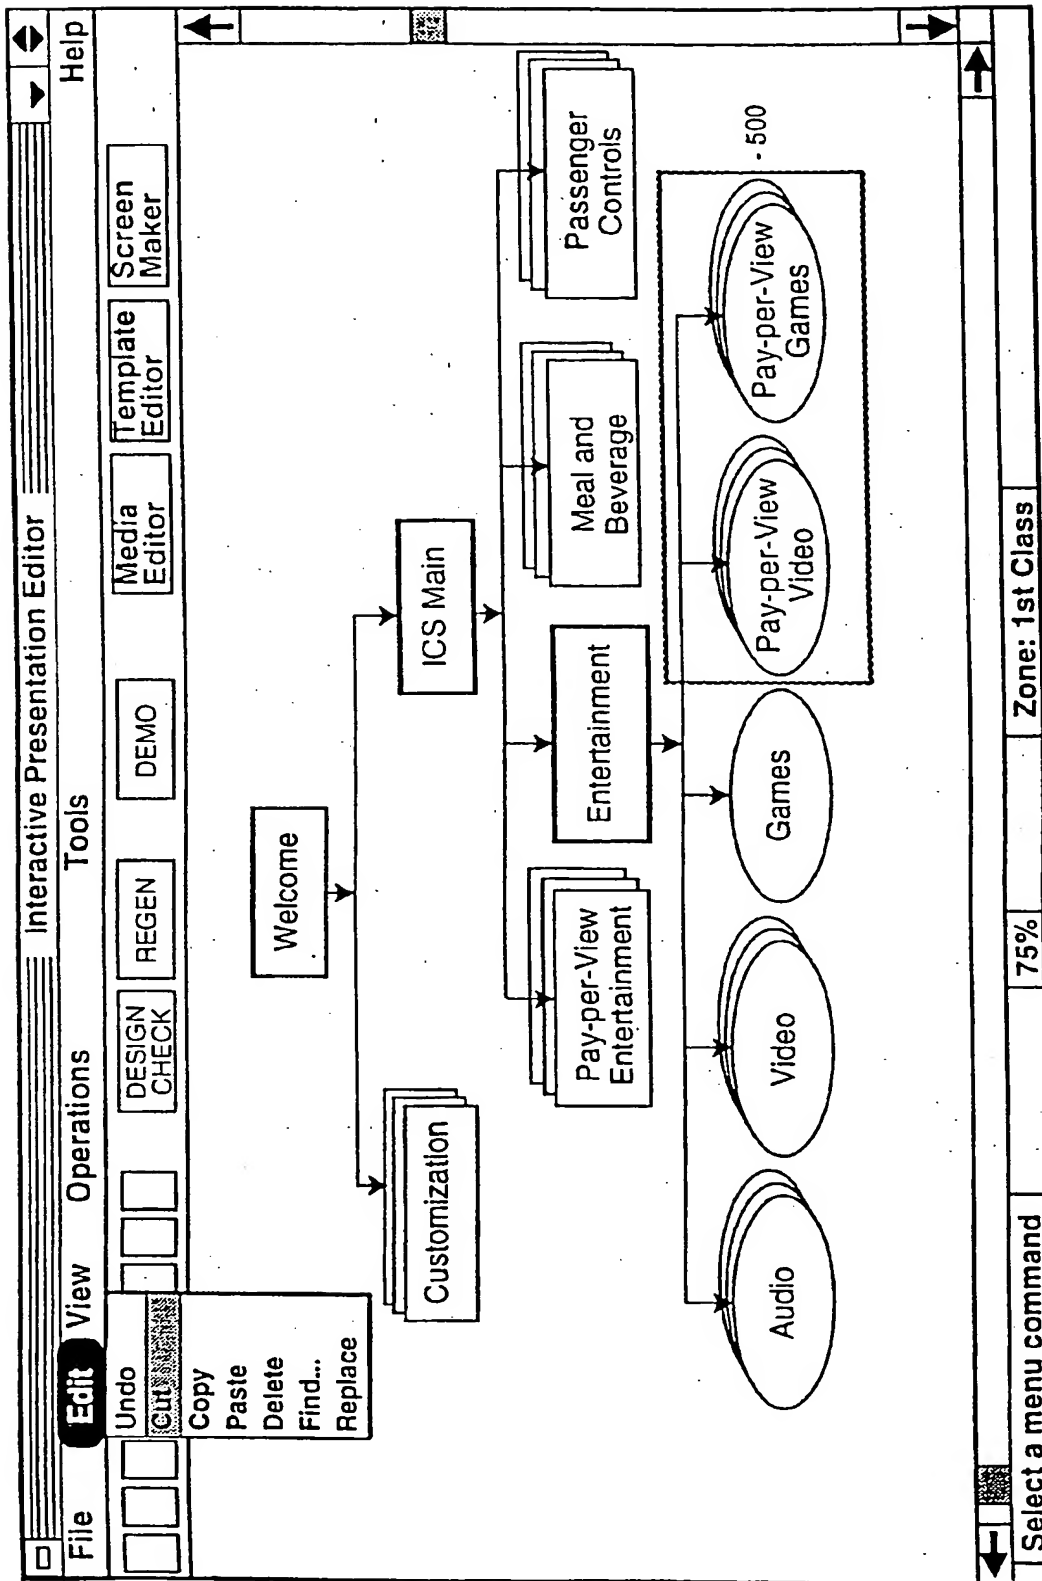 Interactive Presentation Editor
File Edit View Operations Tools Help
Undo
Cut
Copy
Paste
Delete
Find...
Replace
DESIGN
CHECK
REGEN
DEMO
Media
Editor
Template
Editor
Screen
Maker
Welcome
Customization
ICS Main
Pay-per-View
Entertainment
Entertainment
Meal and
Beverage
Passenger
Controls
Audio
Video
Games
Pay-per-View
Video
Pay-per-View
Games
- 500
Select a menu command
75%
Zone: 1st Class